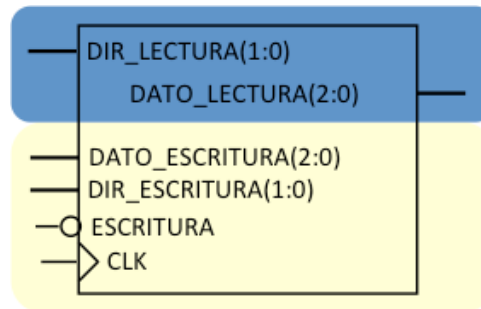 DIR_LECTURA(1:0)
DATO_LECTURA(2:0)
DATO_ESCRITURA(2:0)
DIR_ESCRITURA(1:0)
ESCRITURA
CLK